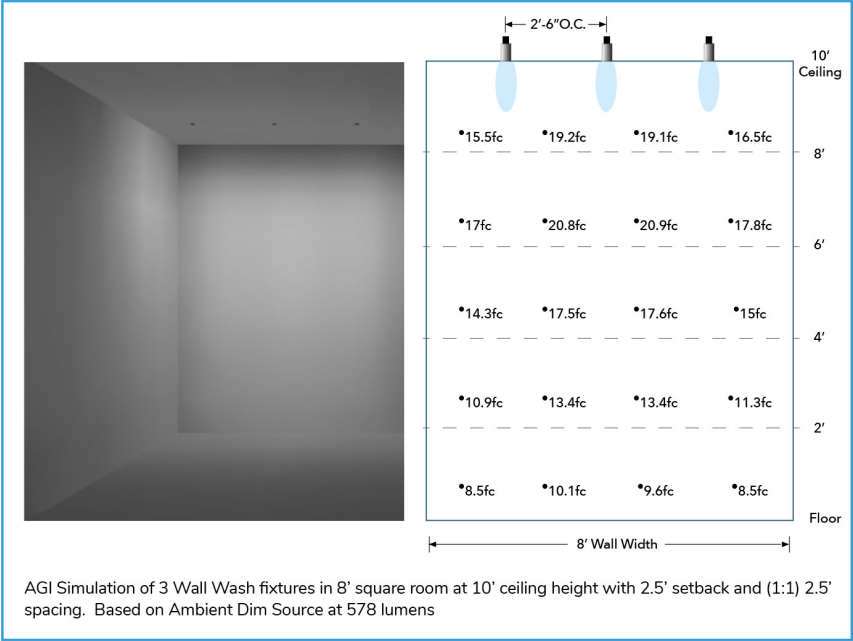 2'-6"O.C.
10'
Ceiling
15.5fc 19.2fc 19.1fc 16.5fc
8'
17fc 20.8fc 20.9fc 17.8fc
6'
14.3fc 17.5fc 17.6fc 15fc
4'
10.9fc 13.4fc 13.4fc 11.3fc
2'
8.5fc 10.1fc 9.6fc 8.5fc
Floor
8' Wall Width
AGI Simulation of 3 Wall Wash fixtures in 8' square room at 10' ceiling height with 2.5' setback and (1:1) 2.5'
spacing. Based on Ambient Dim Source at 578 lumens